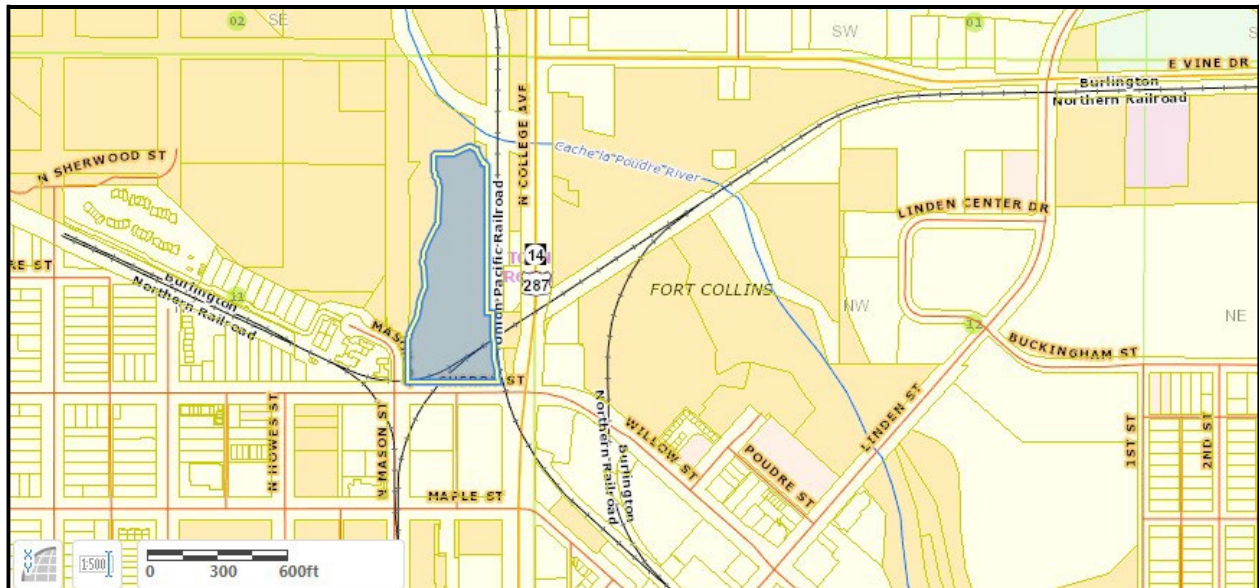 02
SE
01
SW
E VINE DR
Burlington
Northern Railroad
N COLLEGE AVE
Cache la Poudre River
N SHERWOOD ST
Union Pacific Railroad
LINDEN CENTER DR
14
287
FORT COLLINS
NW
NE
11
12
Burlington
Northern Railroad
BUCKINGHAM ST
N HOWES ST
N MASON ST
WILLOW ST
LINDEN ST
POUDRE ST
1ST ST
2ND ST
MAPLE ST
Burlington
Northern Railroad
X-Y
1:500
0 300 600ft